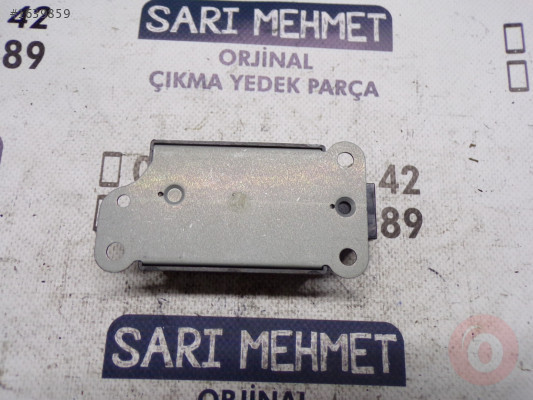 SARI MEHMET
42
89
ORJİNAL
ÇIKMA YEDEK PARÇA
42
89
SARI MEHMET
ORJİNAL